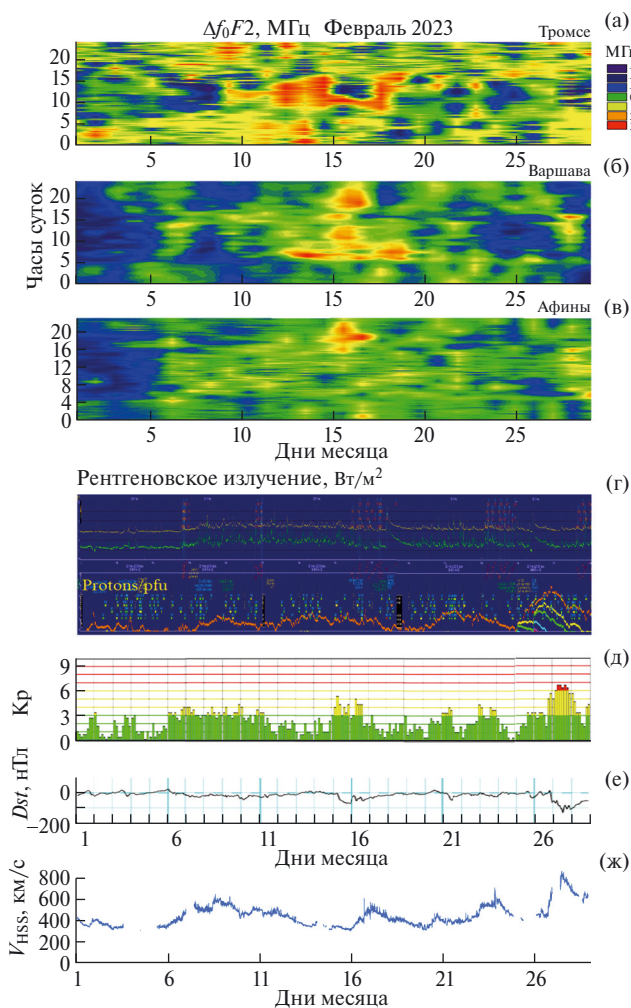 Δf₀F2, МГц Февраль 2023
(а)
Тромсе
МГц
20
15
10
5
0
5 10 15 20 25
(б)
Варшава
20
15
10
5
0
Часы суток
5 10 15 20 25
(в)
Афины
20
16
12
8
4
0
5 10 15 20 25
Дни месяца
Рентгеновское излучение, Вт/м²
(г)
Protons/pfu
(д)
Kp
9
6
3
0
(е)
Dst, нТл
0
−200
1 6 11 16 21 26
Дни месяца
(ж)
V_HSS, км/с
800
600
400
200
0
1 6 11 16 21 26
Дни месяца